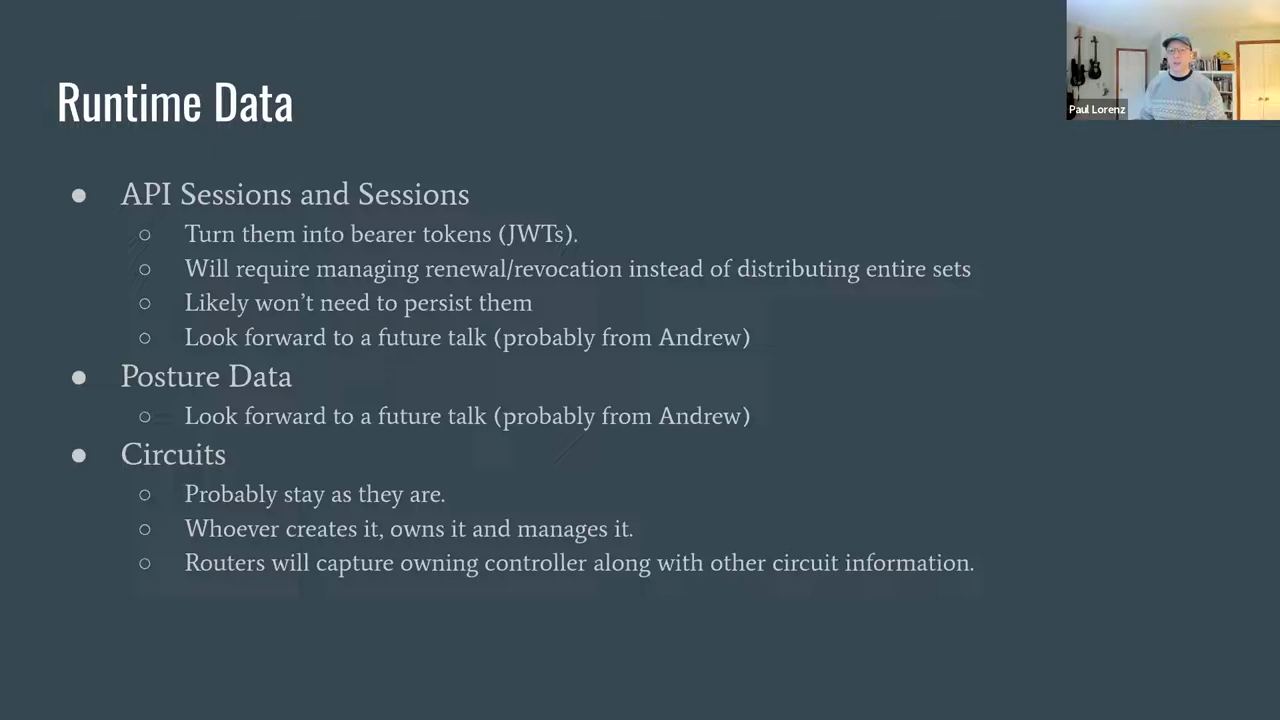 Paul Lorenz
Runtime Data
● API Sessions and Sessions
○ Turn them into bearer tokens (JWTs).
○ Will require managing renewal/revocation instead of distributing entire sets
○ Likely won’t need to persist them
○ Look forward to a future talk (probably from Andrew)
● Posture Data
○ Look forward to a future talk (probably from Andrew)
● Circuits
○ Probably stay as they are.
○ Whoever creates it, owns it and manages it.
○ Routers will capture owning controller along with other circuit information.